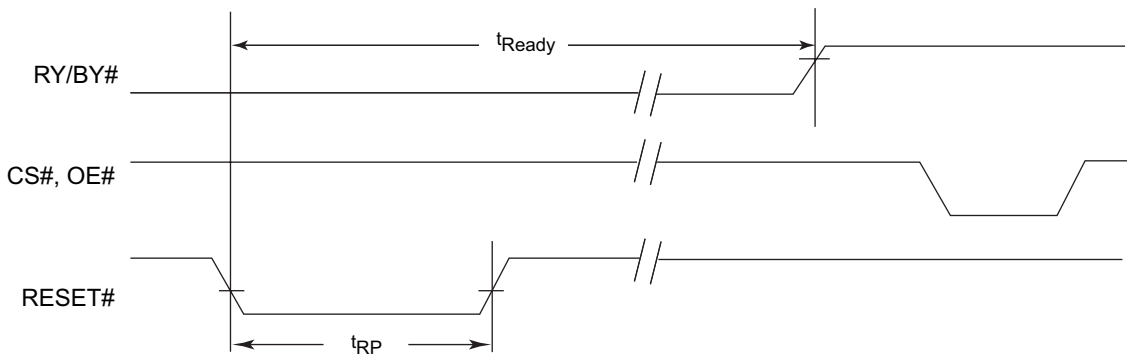 tReady
RY/BY#
CS#, OE#
RESET#
tRP